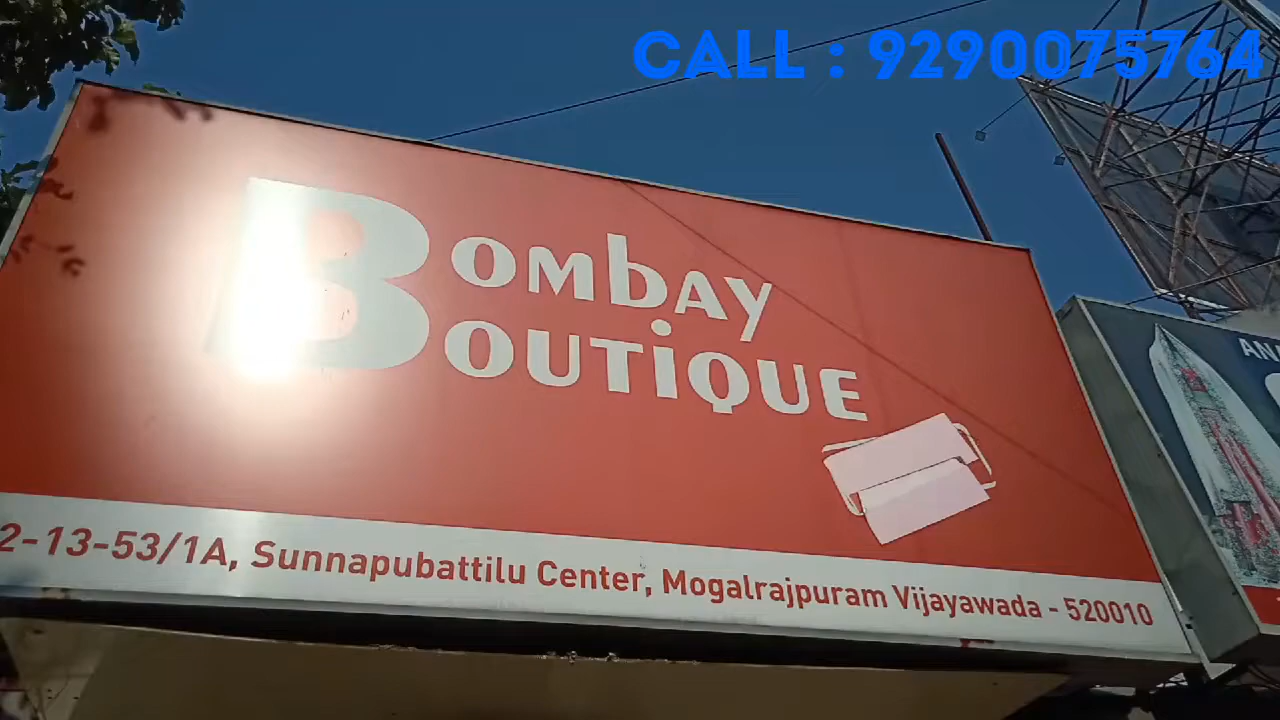 CALL : 9290075764
BOMBAY
BOUTIQUE
2-13-53/1A, Sunnapubattilu Center, Mogalrajpuram Vijayawada - 520010